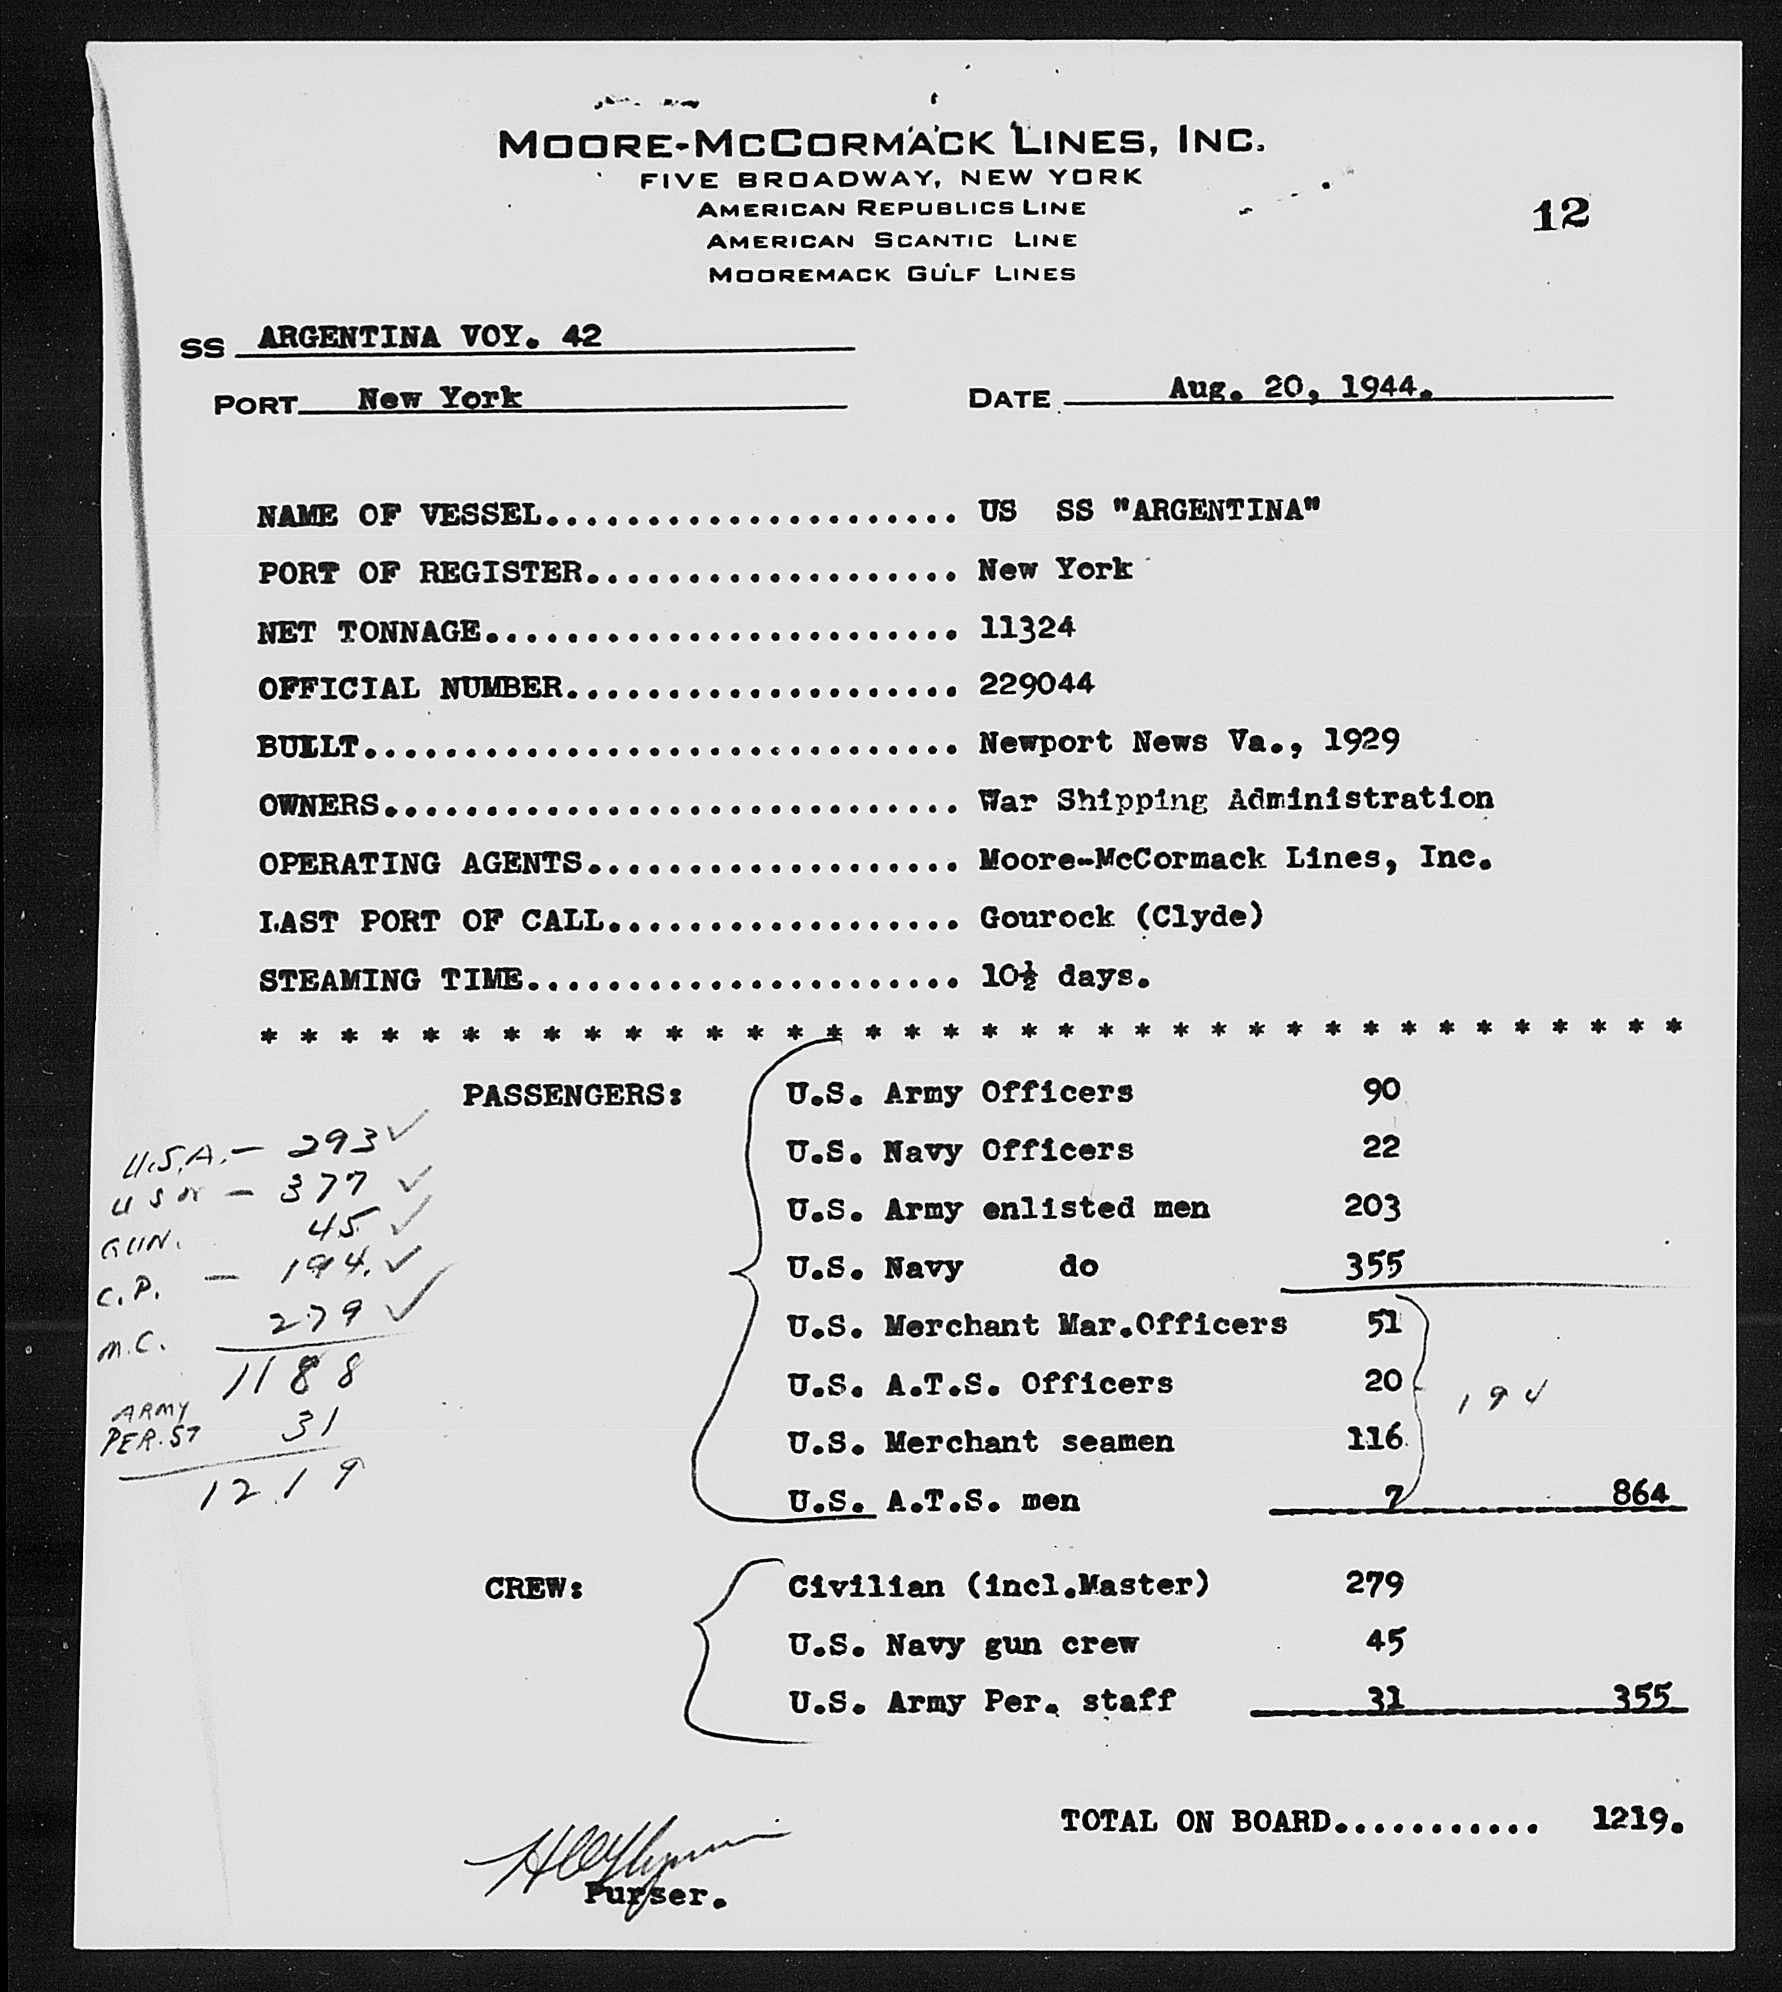 MOORE-MCCORMACK LINES, INC.
FIVE BROADWAY, NEW YORK
AMERICAN REPUBLICS LINE
AMERICAN SCANTIC LINE
MOOREMACK GULF LINES
12
SS ARGENTINA VOY. 42
PORT New York DATE Aug. 20, 1944.
NAME OF VESSEL..................... US SS "ARGENTINA"
PORT OF REGISTER................... New York
NET TONNAGE........................ 11324
OFFICIAL NUMBER.................... 229044
BUILT.............................. Newport News Va., 1929
OWNERS............................. War Shipping Administration
OPERATING AGENTS................... Moore-McCormack Lines, Inc.
LAST PORT OF CALL.................. Gourock (Clyde)
STEAMING TIME...................... 10½ days.
* * * * * * * * * * * * * * * * * * * * * * * * * * * * * * * * * * * * *
PASSENGERS: U.S. Army Officers 90
U.S. Navy Officers 22
U.S. Army enlisted men 203
U.S. Navy do 355
U.S. Merchant Mar.Officers 51
U.S. A.T.S. Officers 20
194
U.S. Merchant seamen 116
U.S. A.T.S. men 7 864
U.S.A. - 293 ✓
USN - 377 ✓
GUN. 45 ✓
C.P. - 194. ✓
M.C. 279 ✓
1188
ARMY
PER. ST 31
1219
CREW: Civilian (incl.Master) 279
U.S. Navy gun crew 45
U.S. Army Per. staff 31 355
TOTAL ON BOARD........... 1219.
Purser.